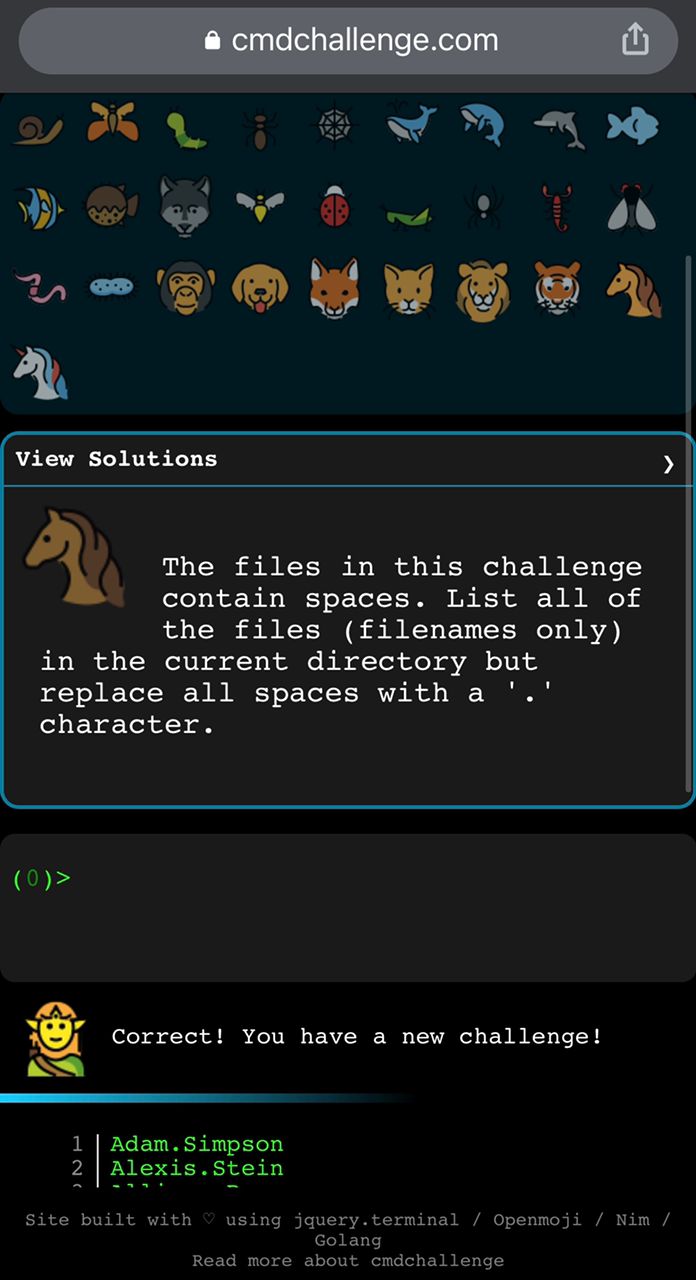 cmdchallenge.com
View Solutions
The files in this challenge
contain spaces. List all of
the files (filenames only)
in the current directory but
replace all spaces with a '.'
character.
(0)>
Correct! You have a new challenge!
1 Adam.Simpson
2 Alexis.Stein
Site built with ♡ using jquery.terminal / Openmoji / Nim /
Golang
Read more about cmdchallenge